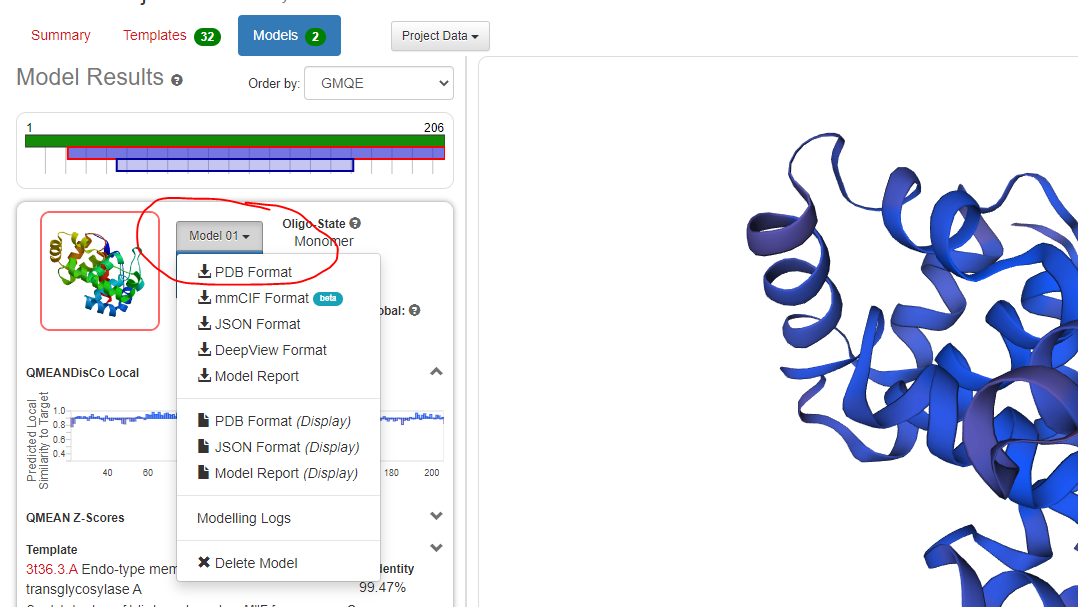 Summary Templates 32 Models 2 Project Data
Model Results
Order by: GMQE
1 206
Model 01
Oligo-State
Monomer
PDB Format
mmCIF Format beta
JSON Format
DeepView Format
Model Report
obal:
QMEANDisCo Local
Predicted Local
Similarity to Target
1.0
0.8
0.6
0.4
40 60 180 200
PDB Format (Display)
JSON Format (Display)
Model Report (Display)
Modelling Logs
Delete Model
QMEAN Z-Scores
Template
3t36.3.A Endo-type mem
transglycosylase A
Identity
99.47%